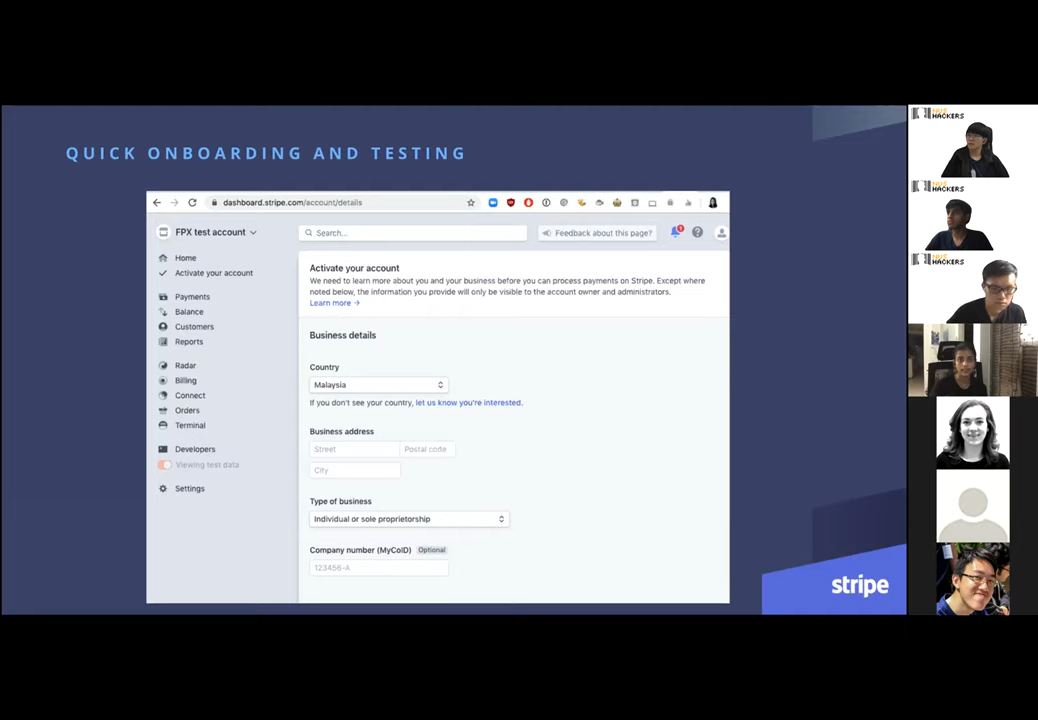 QUICK ONBOARDING AND TESTING
dashboard.stripe.com/account/details
FPX test account
Search...
Feedback about this page?
1
Home
Activate your account
Payments
Balance
Customers
Reports
Radar
Billing
Connect
Orders
Terminal
Developers
Viewing test data
Settings
Activate your account
We need to learn more about you and your business before you can process payments on Stripe. Except where
noted below, the information you provide will only be visible to the account owner and administrators.
Learn more →
Business details
Country
Malaysia
If you don't see your country, let us know you're interested.
Business address
Street
Postal code
City
Type of business
Individual or sole proprietorship
Company number (MyCoID) Optional
123456-A
stripe
NUS
HACKERS
NUS
HACKERS
NUS
HACKERS